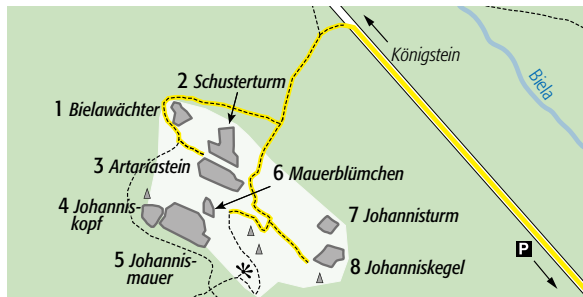 Königstein
Biela
2 Schusterturm
1 Bielawächter
3 Artariastein
6 Mauerblümchen
4 Johannis-
kopf
7 Johannisturm
P
5 Johannis-
mauer
8 Johanniskegel